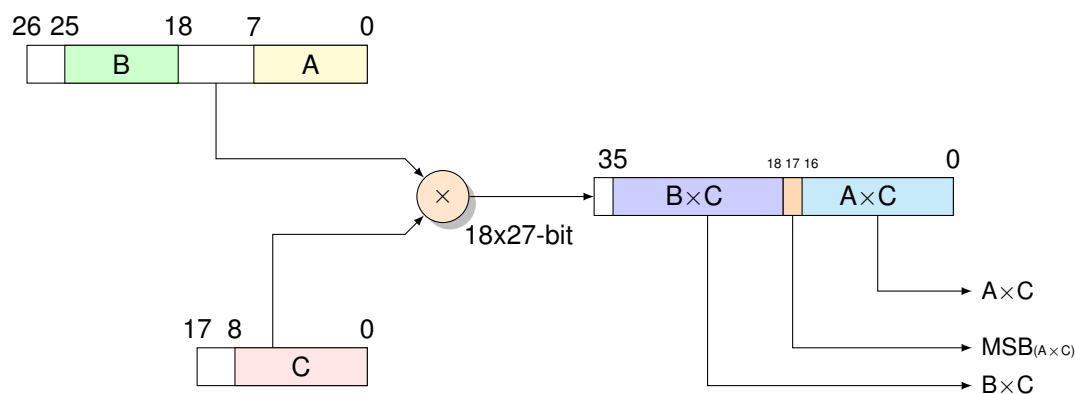 26 25 18 7 0
B A
35 18 17 16 0
× B×C A×C
18x27-bit
A×C
17 8 0
MSB(A×C)
C
B×C